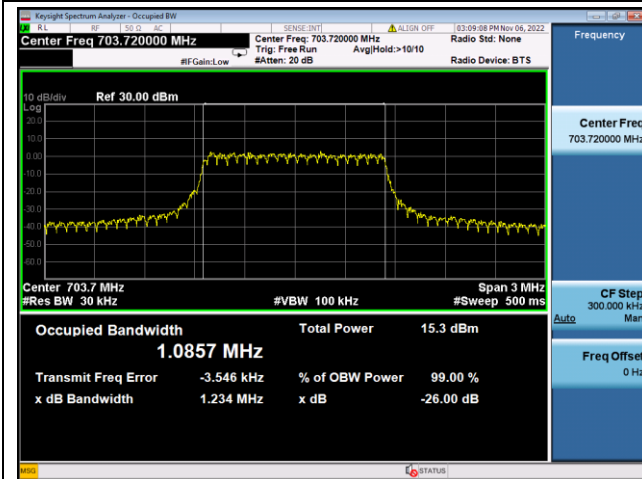 Keysight Spectrum Analyzer - Occupied BW
RL RF 50 Ω AC SENSE:INT ALIGN OFF 03:09:08 PM Nov 06, 2022
Center Freq 703.720000 MHz
Center Freq: 703.720000 MHz Radio Std: None
Trig: Free Run Avg|Hold:>10/10
#IFGain:Low #Atten: 20 dB Radio Device: BTS
10 dB/div Ref 30.00 dBm
Log
20.0
10.0
0.00
-10.0
-20.0
-30.0
-40.0
-50.0
-60.0
Center 703.7 MHz Span 3 MHz
#Res BW 30 kHz #VBW 100 kHz #Sweep 500 ms
Occupied Bandwidth Total Power 15.3 dBm
1.0857 MHz
Transmit Freq Error -3.546 kHz % of OBW Power 99.00 %
x dB Bandwidth 1.234 MHz x dB -26.00 dB
Frequency
Center Freq
703.720000 MHz
CF Step
300.000 kHz
Auto Man
Freq Offset
0 Hz
MSG STATUS